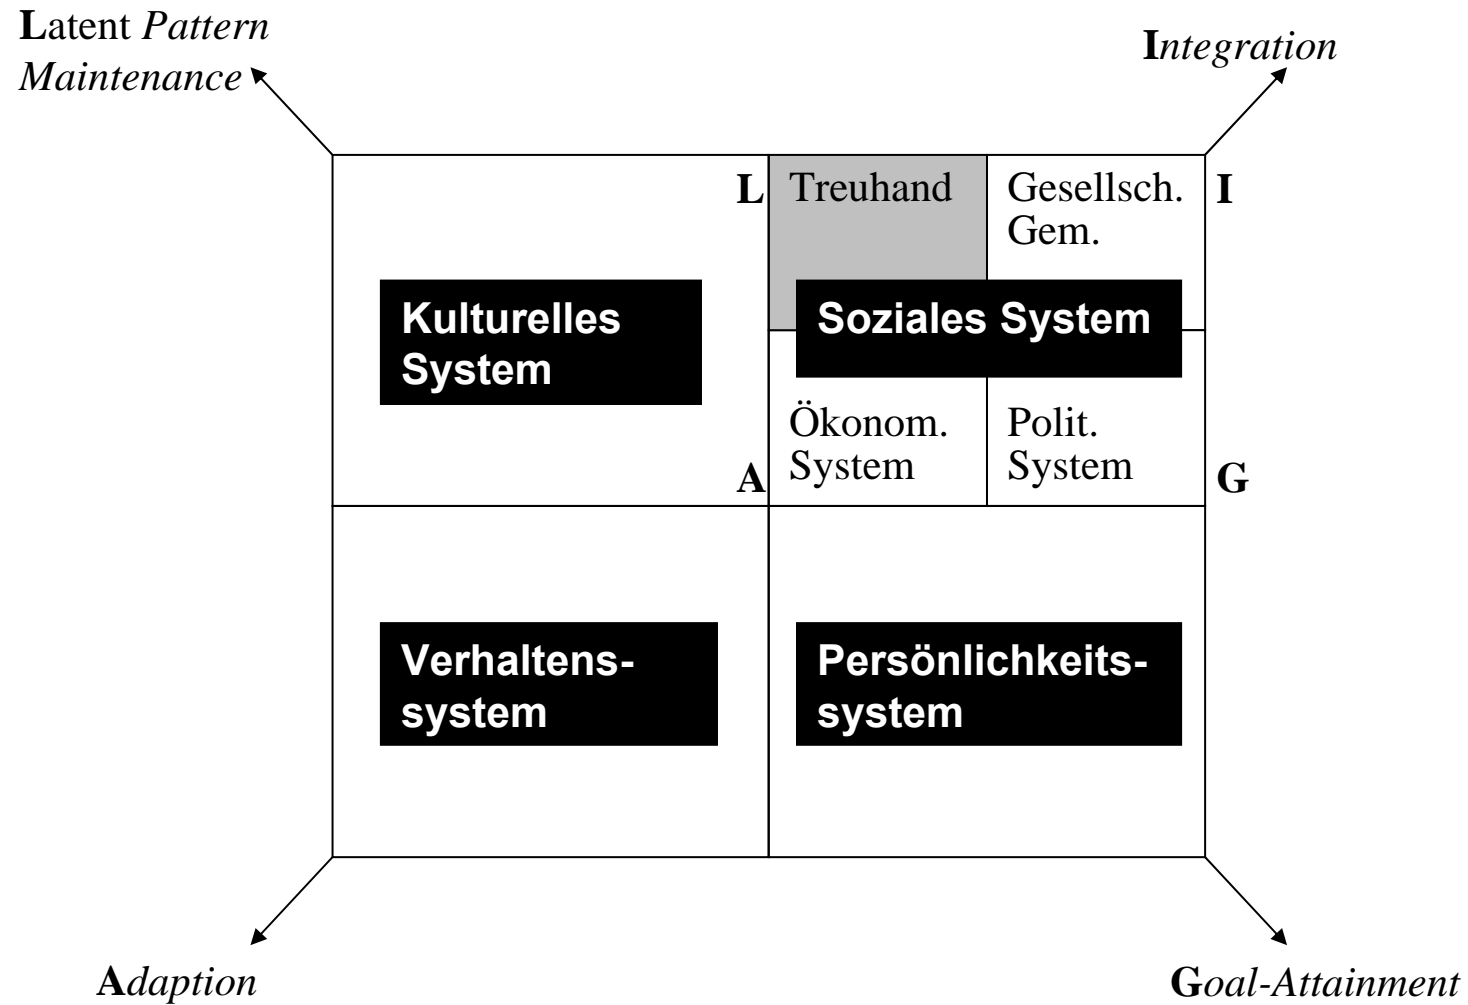 Latent Pattern
Maintenance
Integration
L
Treuhand
Gesellsch.
Gem.
I
Kulturelles
System
Soziales System
Ökonom.
System
Polit.
System
A
G
Verhaltens-
system
Persönlichkeits-
system
Adaption
Goal-Attainment